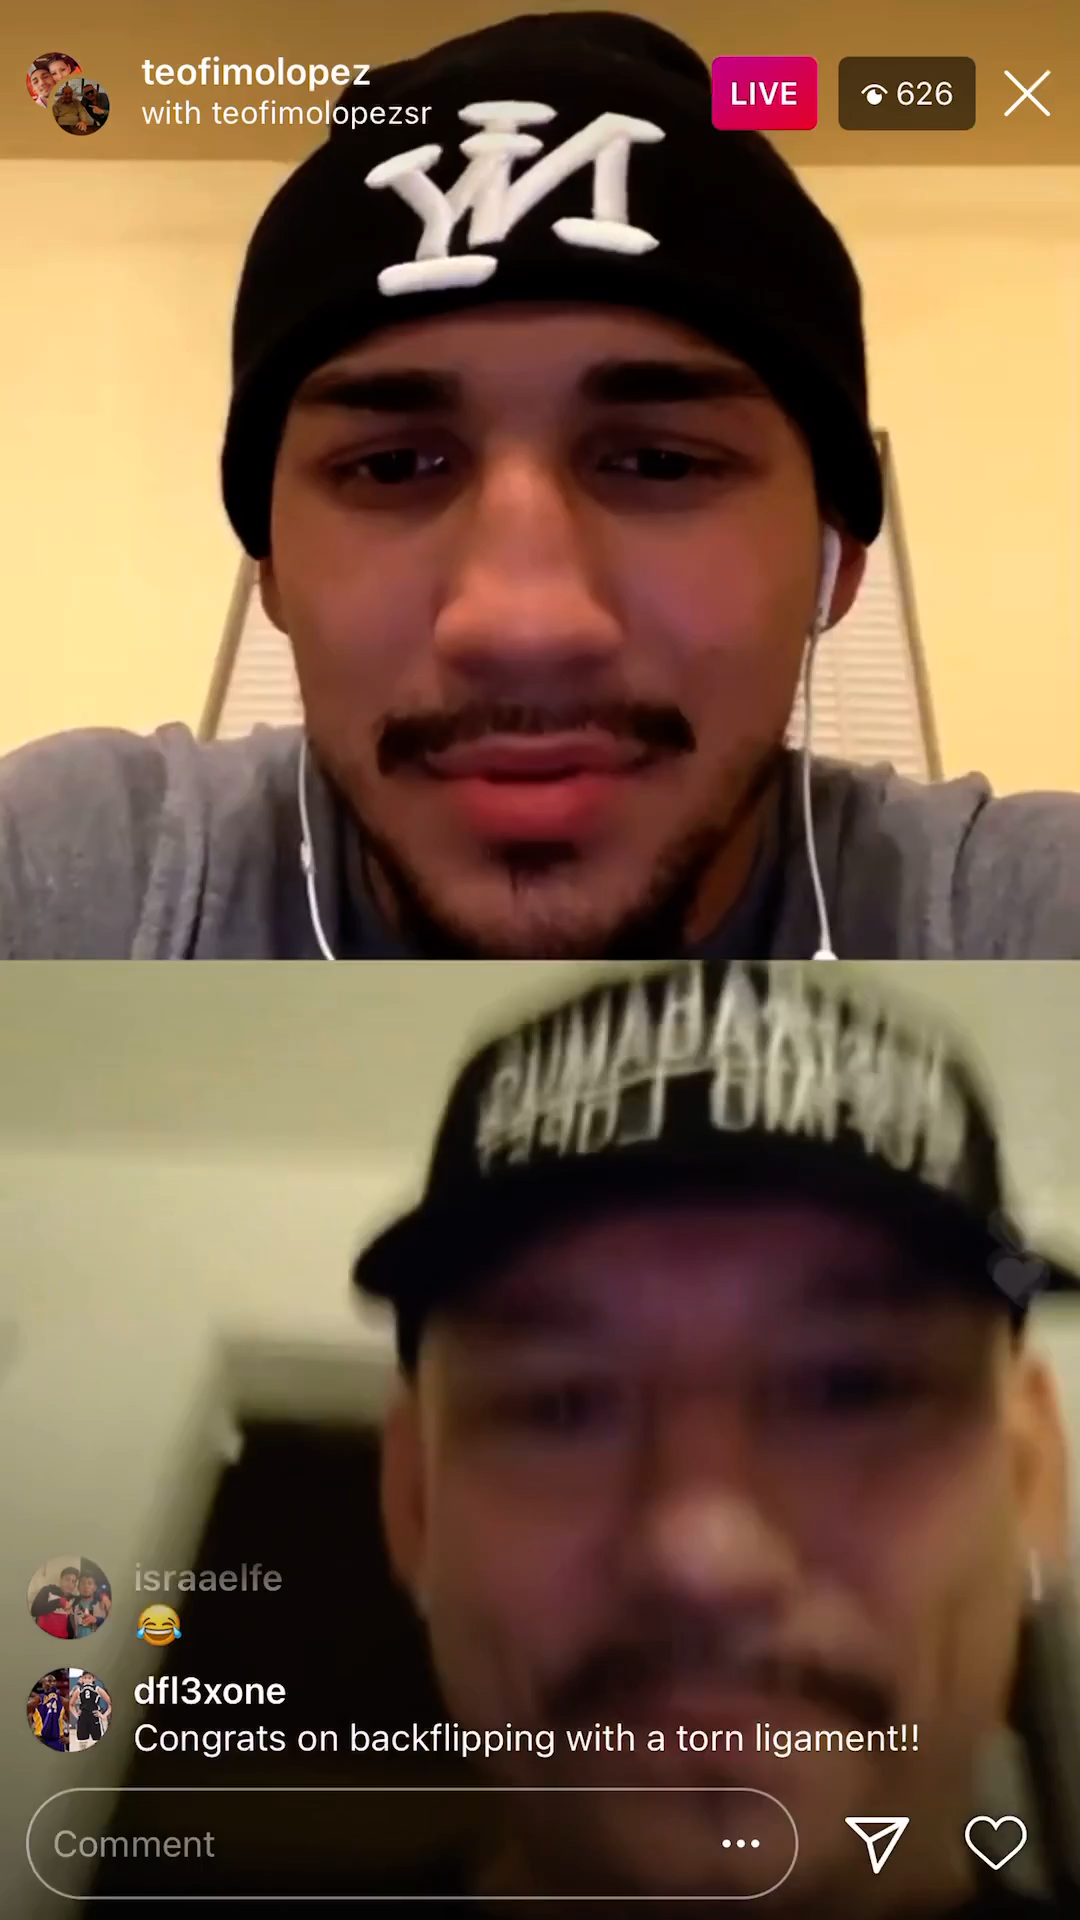 teofimolopez
with teofimolopezsr
LIVE
626
israaelfe
😂
dfl3xone
Congrats on backflipping with a torn ligament!!
Comment